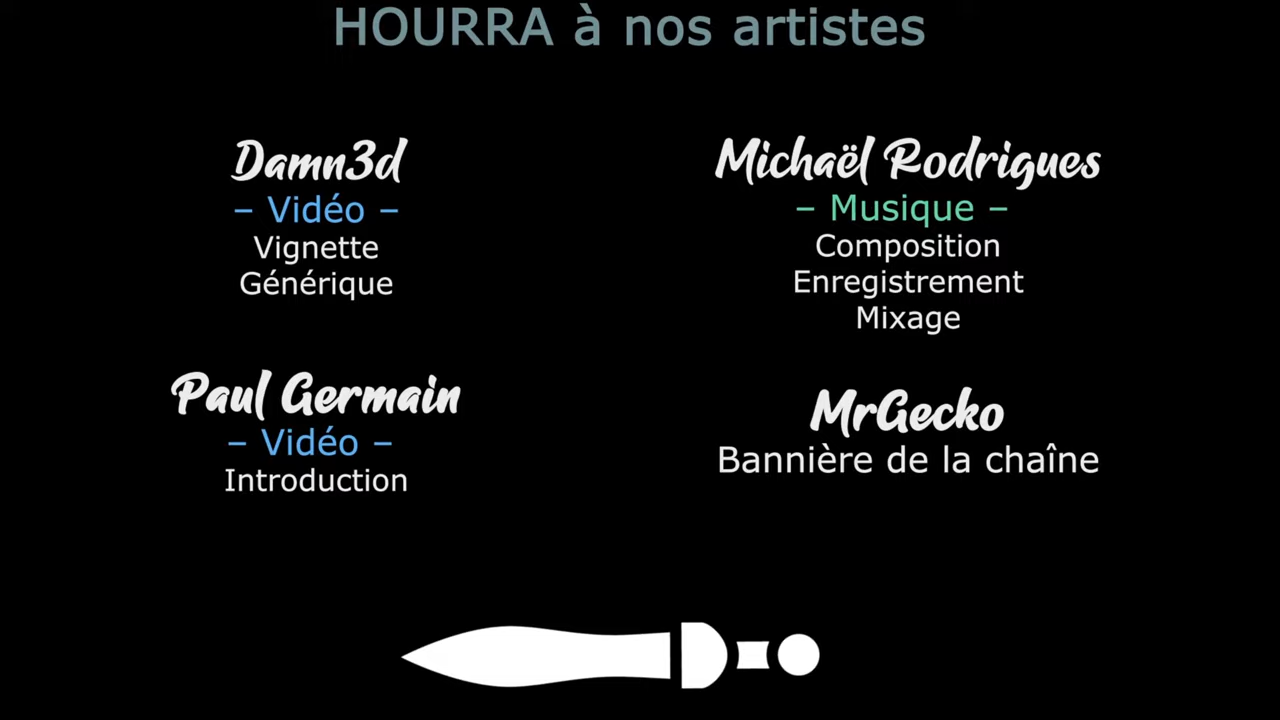 HOURRA à nos artistes
Damn3d
– Vidéo –
Vignette
Générique
Michaël Rodrigues
– Musique –
Composition
Enregistrement
Mixage
Paul Germain
– Vidéo –
Introduction
MrGecko
Bannière de la chaîne